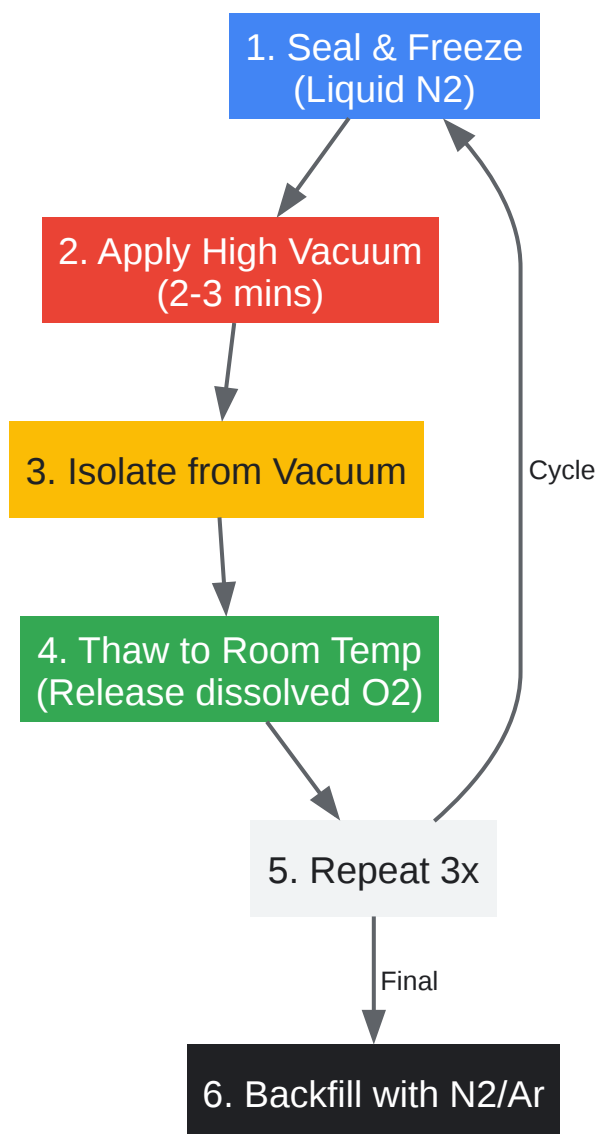 1. Seal & Freeze
(Liquid N2)
2. Apply High Vacuum
(2-3 mins)
3. Isolate from Vacuum
Cycle
4. Thaw to Room Temp
(Release dissolved O2)
5. Repeat 3x
Final
6. Backfill with N2/Ar